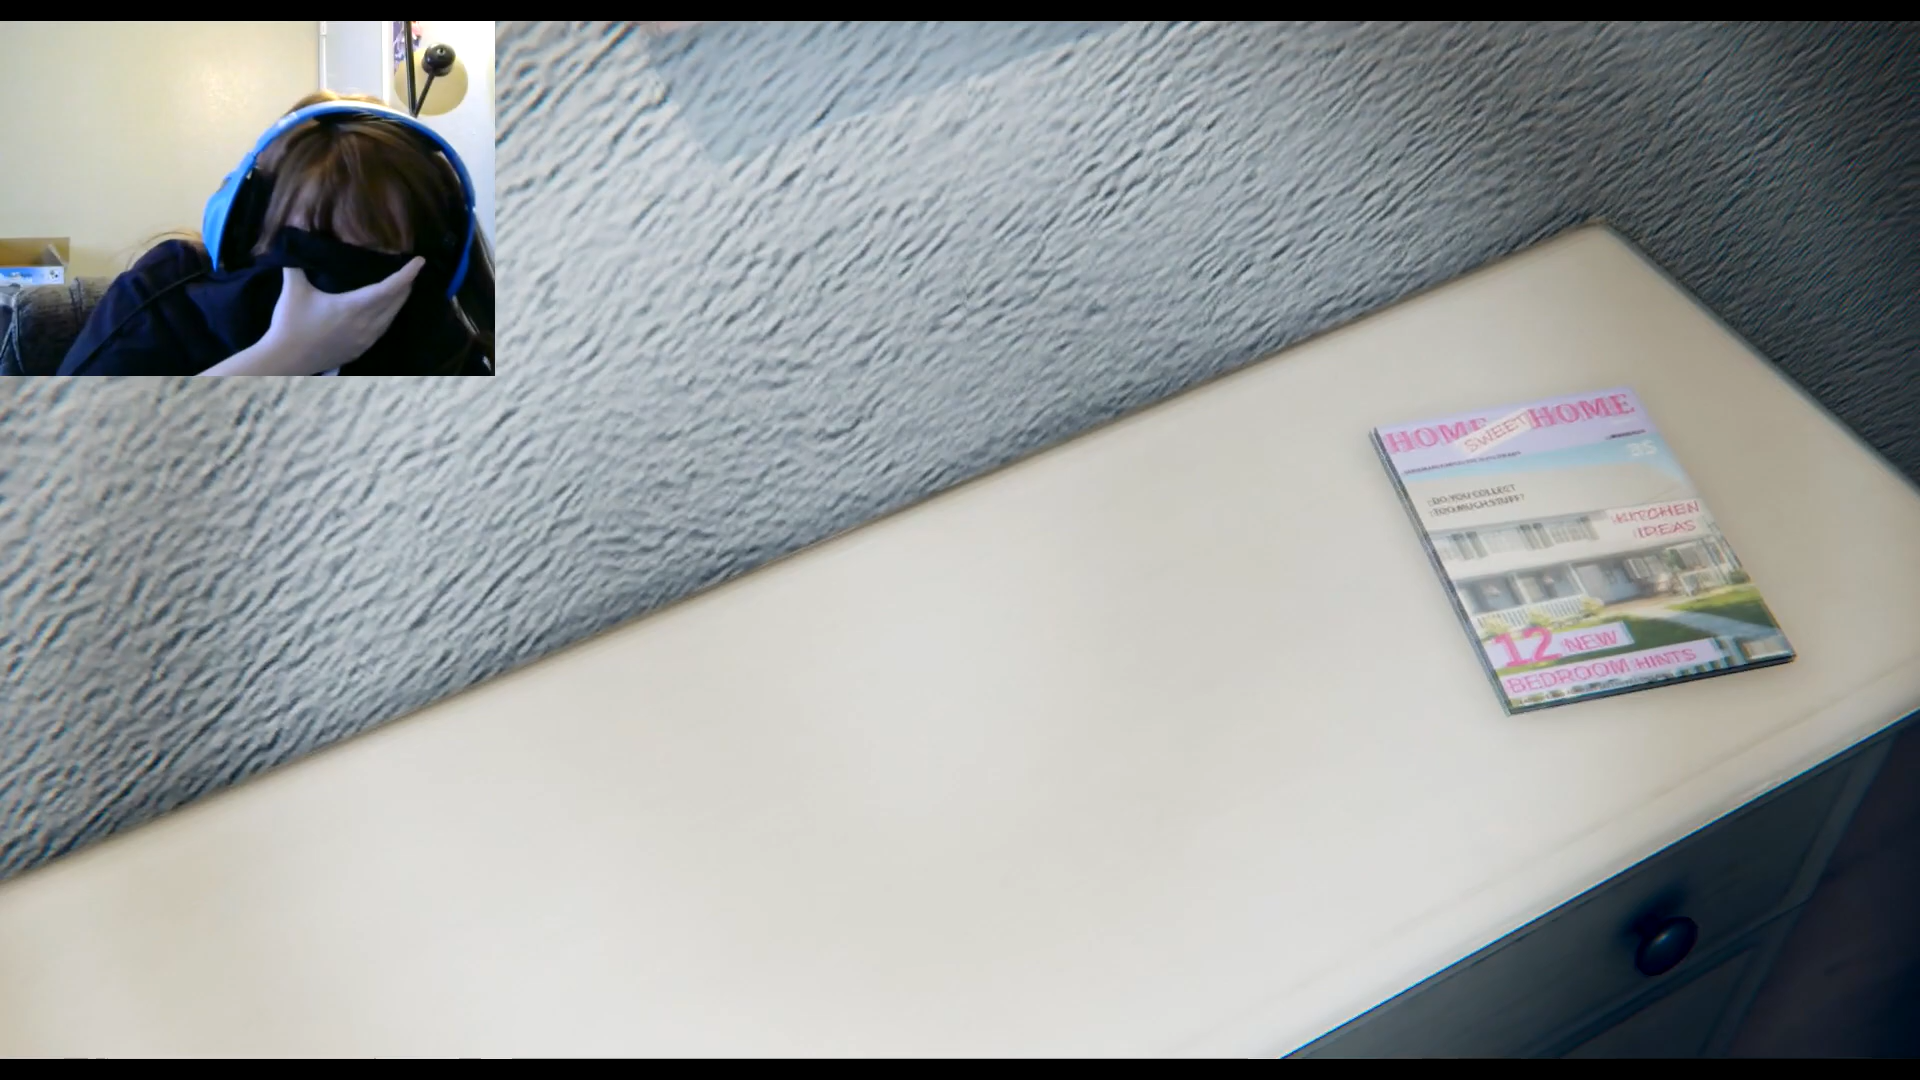 HOME SWEET HOME
DO YOU COLLECT
TOO MUCH STUFF?
KITCHEN
IDEAS
12 NEW
BEDROOM HINTS